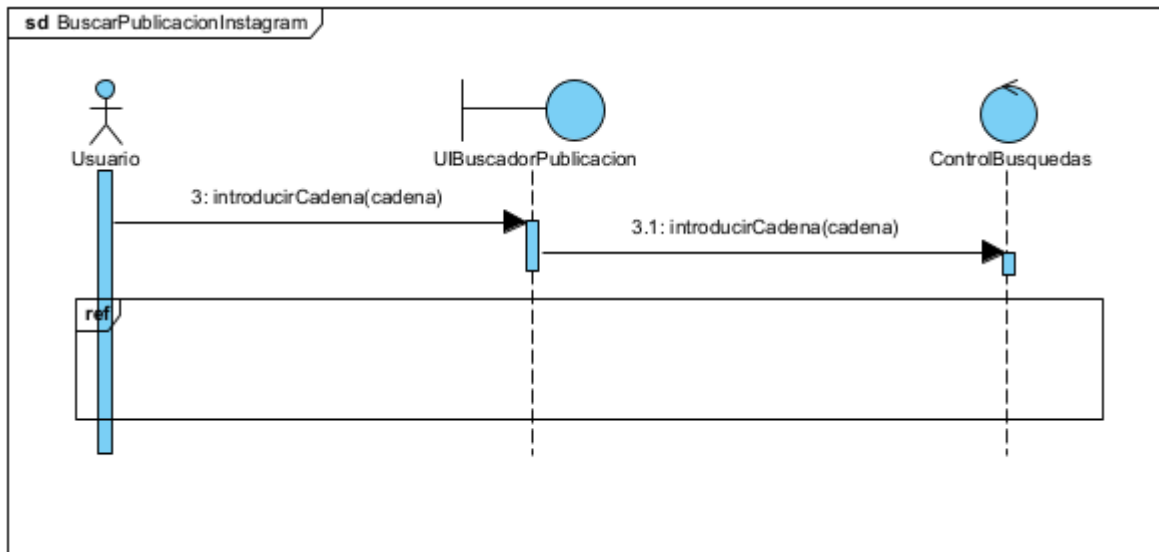 sd BuscarPublicacionInstagram
Usuario
UIBuscadorPublicacion
ControlBusquedas
3: introducirCadena(cadena)
3.1: introducirCadena(cadena)
ref